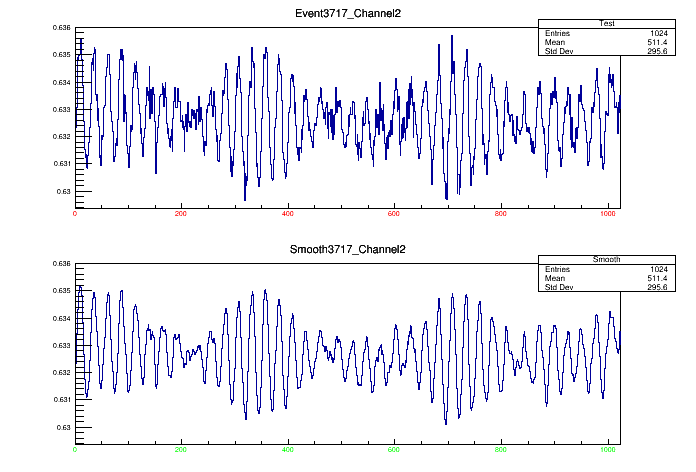 Event3717_Channel2
Test
Entries 1024
Mean 511.4
Std Dev 295.6
0.636
0.635
0.634
0.633
0.632
0.631
0.63
0 200 400 600 800 1000
Smooth3717_Channel2
Smooth
Entries 1024
Mean 511.4
Std Dev 295.6
0.636
0.635
0.634
0.633
0.632
0.631
0.63
0 200 400 600 800 1000